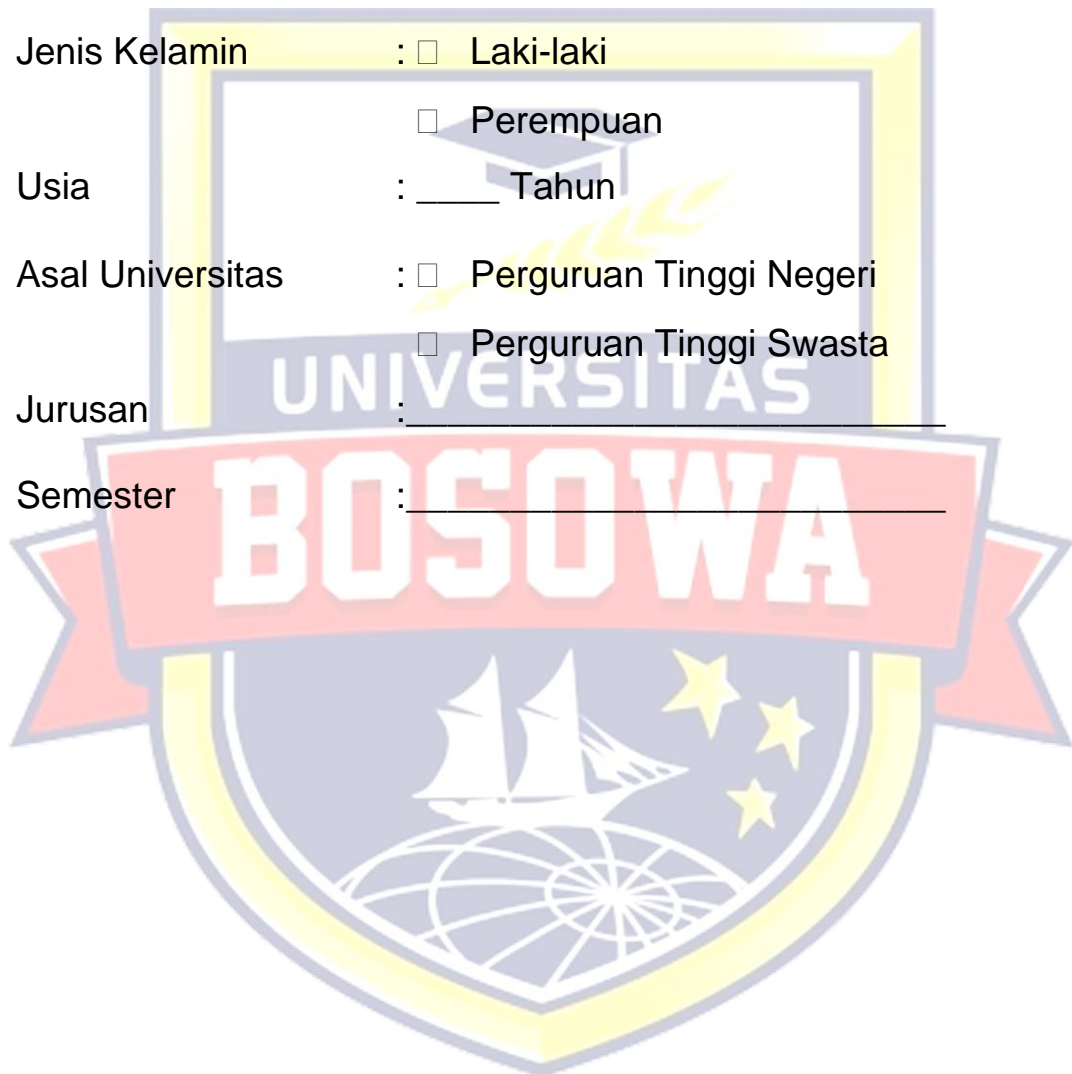 Jenis Kelamin : □ Laki-laki
□ Perempuan
Usia : ____ Tahun
Asal Universitas : □ Perguruan Tinggi Negeri
□ Perguruan Tinggi Swasta
UNIVERSITAS
Jurusan :__________________________
BOSOWA
Semester :__________________________